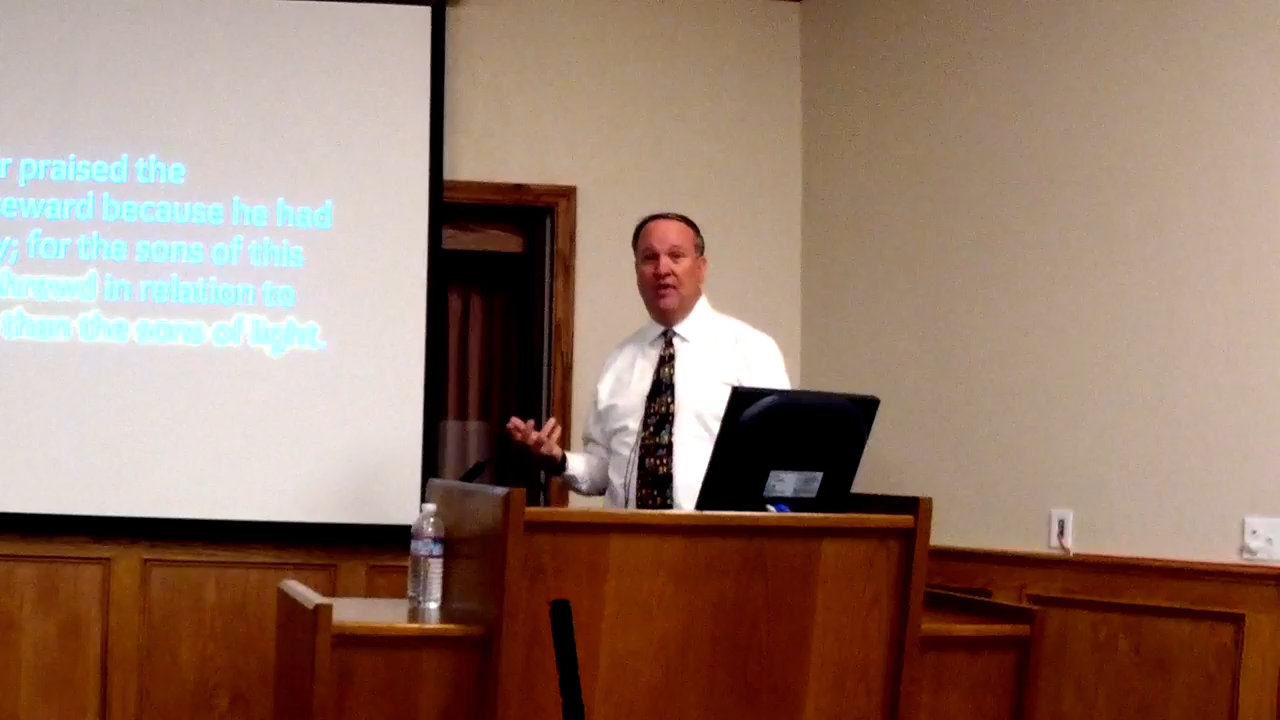 r praised the
eward because he had
y; for the sons of this
shrewd in relation to
than the sons of light.